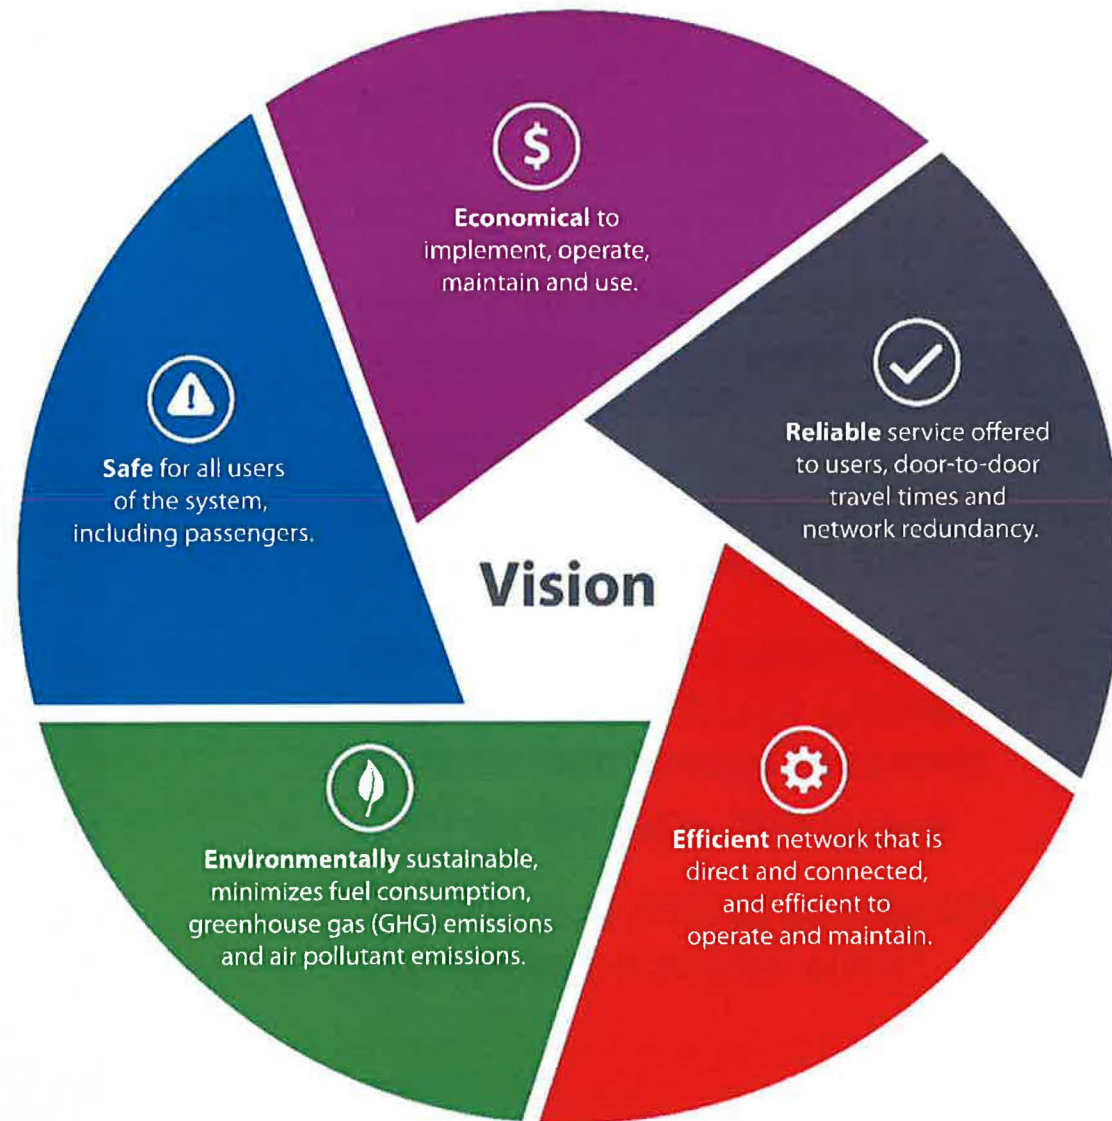 $
Economical to
implement, operate,
maintain and use.
Reliable service offered
to users, door-to-door
travel times and
network redundancy.
Safe for all users
of the system,
including passengers.
Vision
Efficient network that is
direct and connected,
and efficient to
operate and maintain.
Environmentally sustainable,
minimizes fuel consumption,
greenhouse gas (GHG) emissions
and air pollutant emissions.